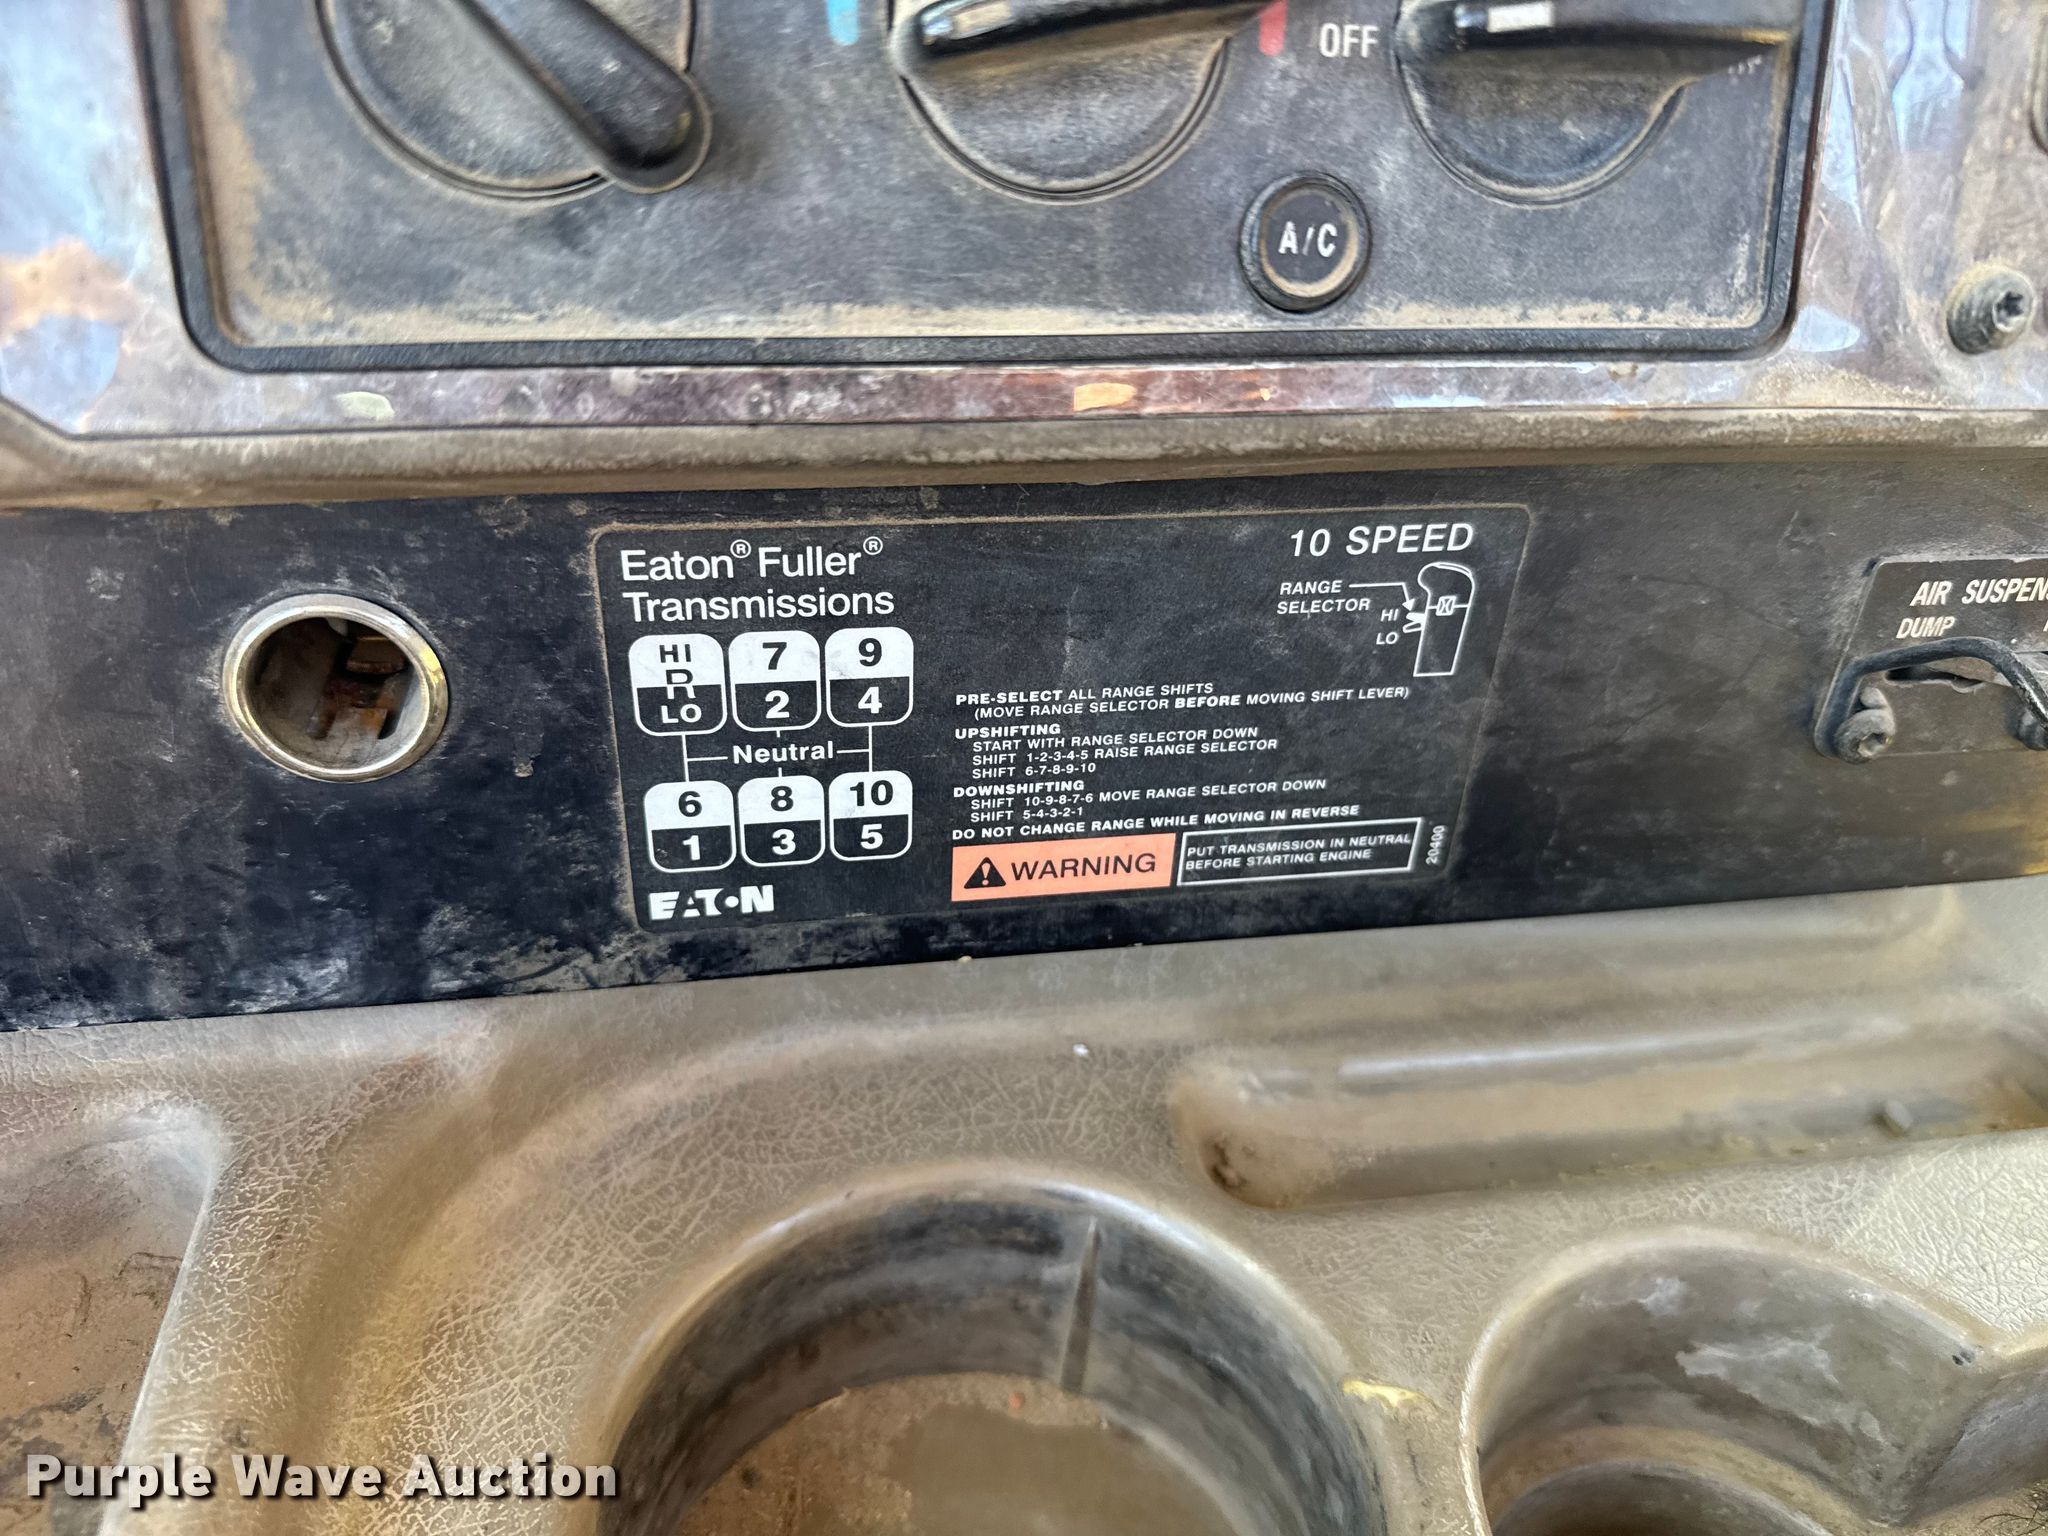 OFF
A/C
Eaton® Fuller®
Transmissions
10 SPEED
RANGE
SELECTOR
HI
LO
HI 7 9
R
LO 2 4
Neutral
6 8 10
1 3 5
EATON
PRE-SELECT ALL RANGE SHIFTS
(MOVE RANGE SELECTOR BEFORE MOVING SHIFT LEVER)
UPSHIFTING
START WITH RANGE SELECTOR DOWN
SHIFT 1-2-3-4-5 RAISE RANGE SELECTOR
SHIFT 6-7-8-9-10
DOWNSHIFTING
SHIFT 10-9-8-7-6 MOVE RANGE SELECTOR DOWN
SHIFT 5-4-3-2-1
DO NOT CHANGE RANGE WHILE MOVING IN REVERSE
WARNING
PUT TRANSMISSION IN NEUTRAL
BEFORE STARTING ENGINE
20400
AIR SUSPEN
DUMP
Purple Wave Auction